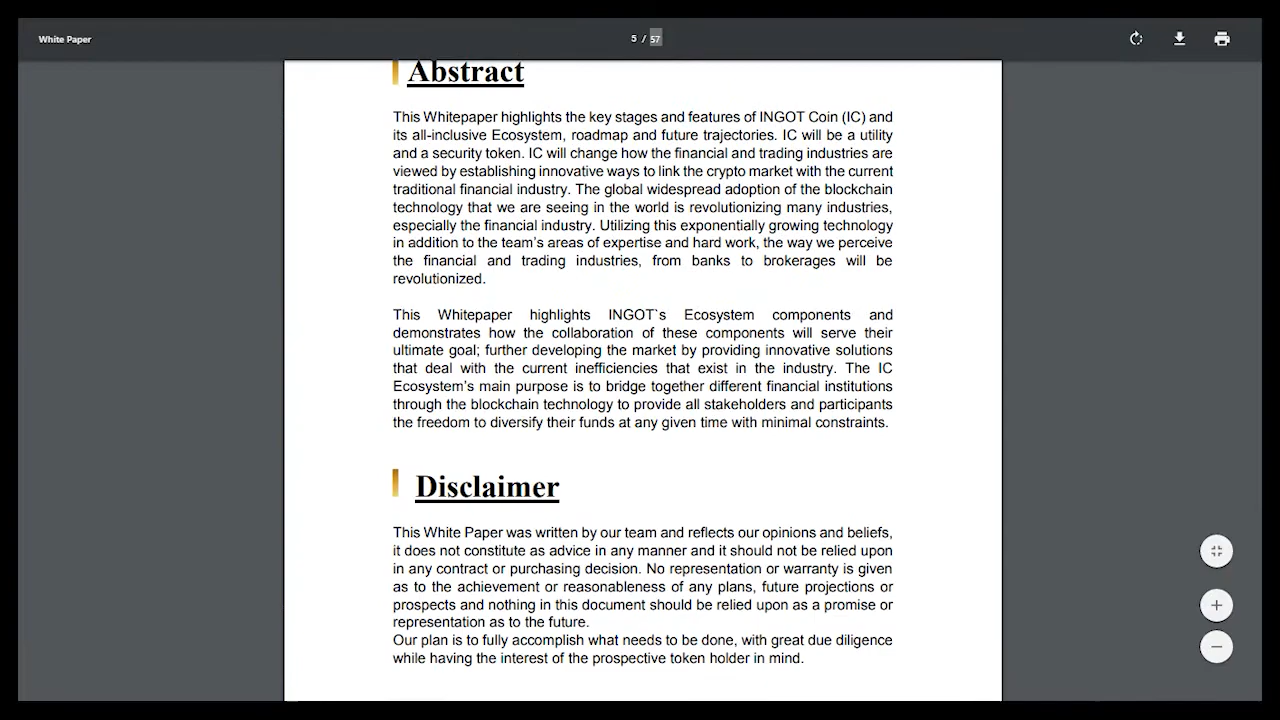 White Paper
5 / 57
Abstract
This Whitepaper highlights the key stages and features of INGOT Coin (IC) and
its all-inclusive Ecosystem, roadmap and future trajectories. IC will be a utility
and a security token. IC will change how the financial and trading industries are
viewed by establishing innovative ways to link the crypto market with the current
traditional financial industry. The global widespread adoption of the blockchain
technology that we are seeing in the world is revolutionizing many industries,
especially the financial industry. Utilizing this exponentially growing technology
in addition to the team's areas of expertise and hard work, the way we perceive
the financial and trading industries, from banks to brokerages will be
revolutionized.
This Whitepaper highlights INGOT`s Ecosystem components and
demonstrates how the collaboration of these components will serve their
ultimate goal; further developing the market by providing innovative solutions
that deal with the current inefficiencies that exist in the industry. The IC
Ecosystem's main purpose is to bridge together different financial institutions
through the blockchain technology to provide all stakeholders and participants
the freedom to diversify their funds at any given time with minimal constraints.
Disclaimer
This White Paper was written by our team and reflects our opinions and beliefs,
it does not constitute as advice in any manner and it should not be relied upon
in any contract or purchasing decision. No representation or warranty is given
as to the achievement or reasonableness of any plans, future projections or
prospects and nothing in this document should be relied upon as a promise or
representation as to the future.
Our plan is to fully accomplish what needs to be done, with great due diligence
while having the interest of the prospective token holder in mind.